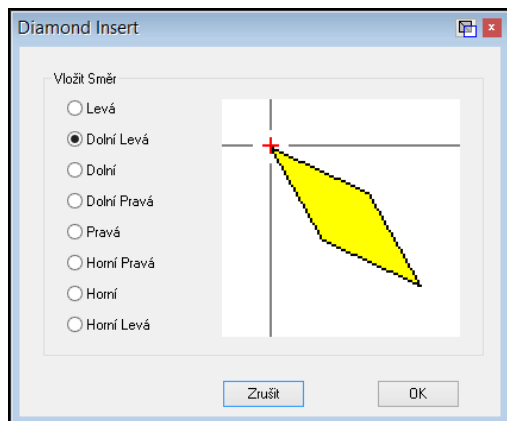 Diamond Insert
Vložit Směr
Levá
Dolní Levá
Dolní
Dolní Pravá
Pravá
Horní Pravá
Horní
Horní Levá
Zrušit
OK